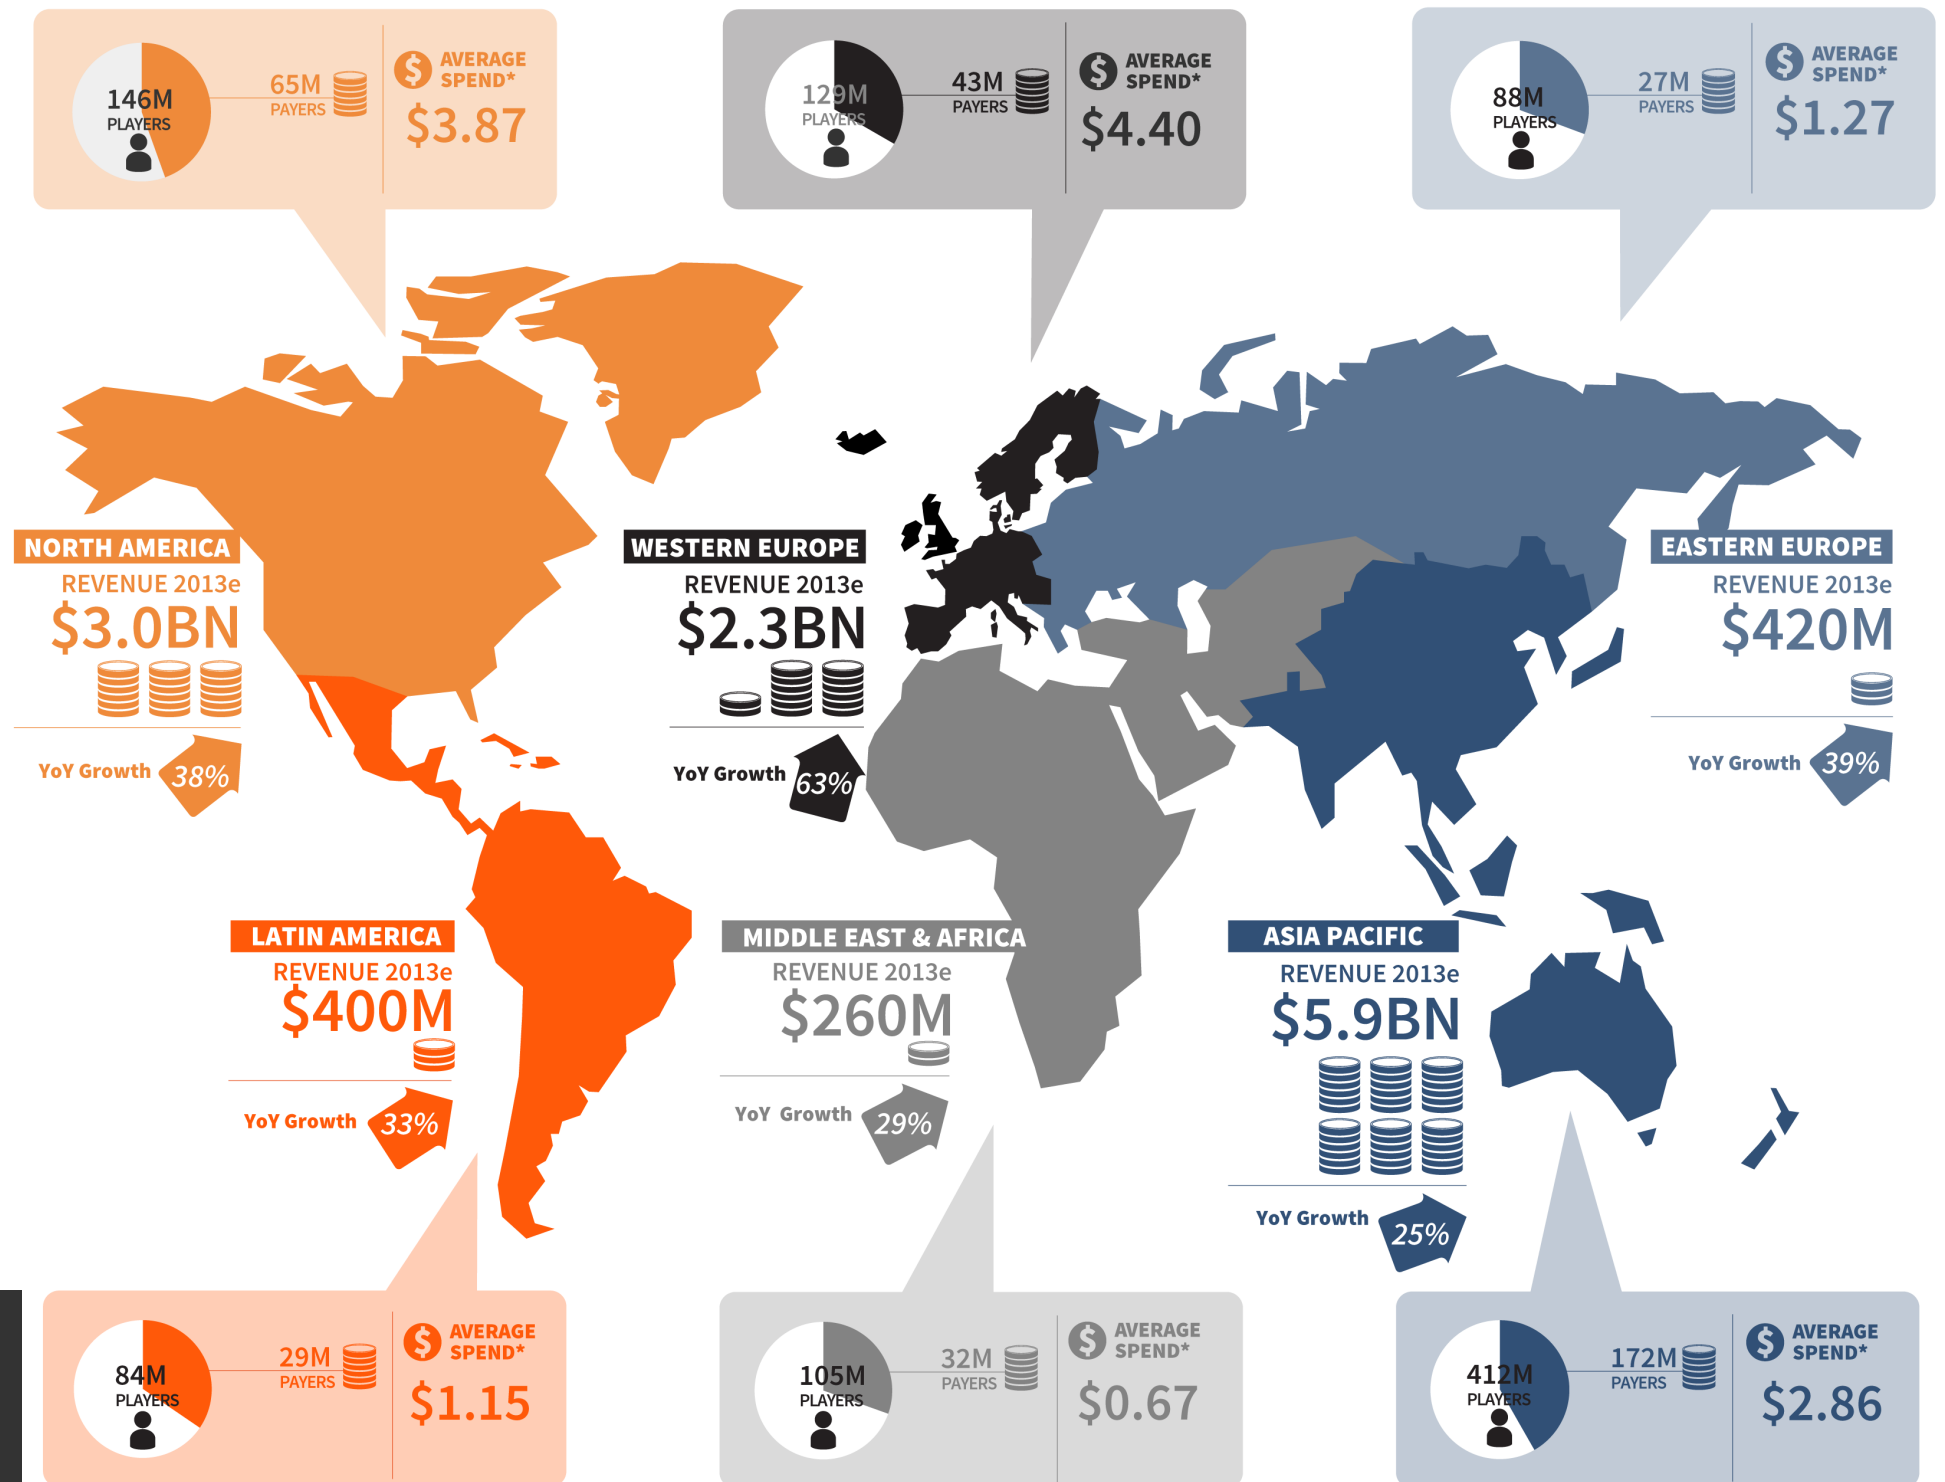 146M
PLAYERS
65M
PAYERS
AVERAGE
SPEND*
$3.87
129M
PLAYERS
43M
PAYERS
AVERAGE
SPEND*
$4.40
88M
PLAYERS
27M
PAYERS
AVERAGE
SPEND*
$1.27
NORTH AMERICA
REVENUE 2013e
$3.0BN
YoY Growth
38%
WESTERN EUROPE
REVENUE 2013e
$2.3BN
YoY Growth
63%
EASTERN EUROPE
REVENUE 2013e
$420M
YoY Growth
39%
LATIN AMERICA
REVENUE 2013e
$400M
YoY Growth
33%
MIDDLE EAST & AFRICA
REVENUE 2013e
$260M
YoY Growth
29%
ASIA PACIFIC
REVENUE 2013e
$5.9BN
YoY Growth
25%
84M
PLAYERS
29M
PAYERS
AVERAGE
SPEND*
$1.15
105M
PLAYERS
32M
PAYERS
AVERAGE
SPEND*
$0.67
412M
PLAYERS
172M
PAYERS
AVERAGE
SPEND*
$2.86